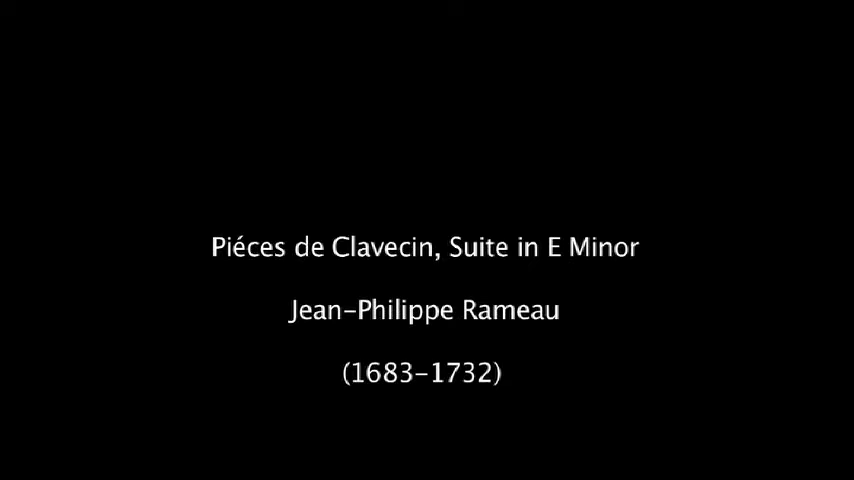 Piéces de Clavecin, Suite in E Minor
Jean-Philippe Rameau
(1683-1732)